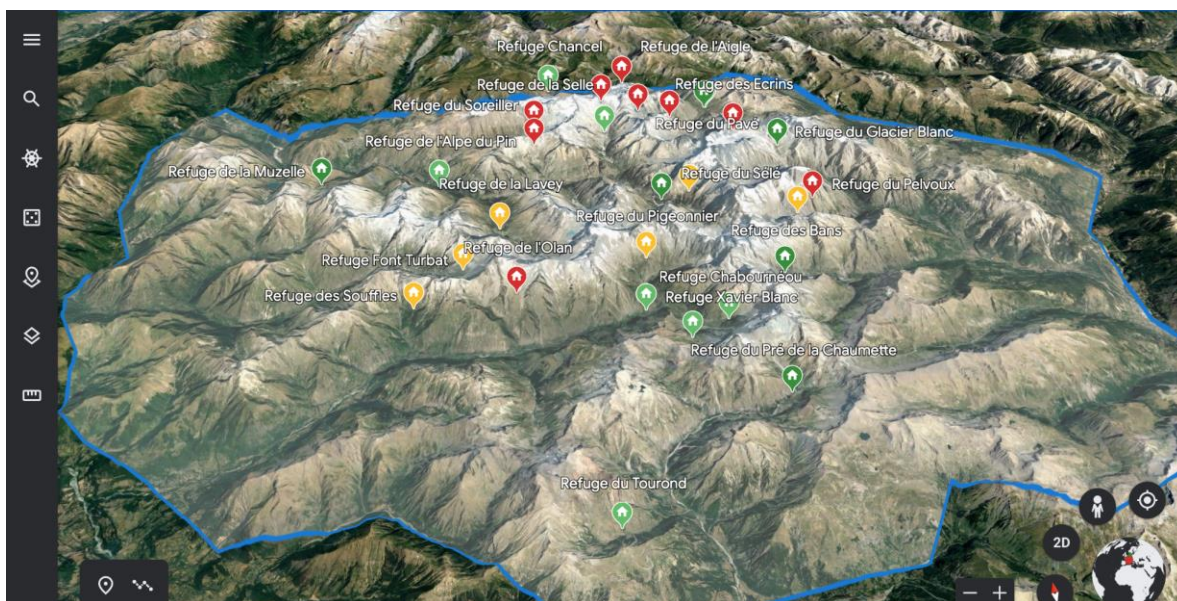 Refuge Chancel
Refuge de l'Aigle
Refuge de la Selle
Refuge des Ecrins
Refuge du Soreiller
Refuge du Pavé
Refuge du Glacier Blanc
Refuge de l'Alpe du Pin
Refuge de la Muzelle
Refuge du Sélé
Refuge de la Lavey
Refuge du Pelvoux
Refuge du Pigeonnier
Refuge des Bans
Refuge de l'Olan
Refuge Font Turbat
Refuge Chabournéou
Refuge des Souffles
Refuge Xavier Blanc
Refuge du Pré de la Chaumette
Refuge du Tourond
2D